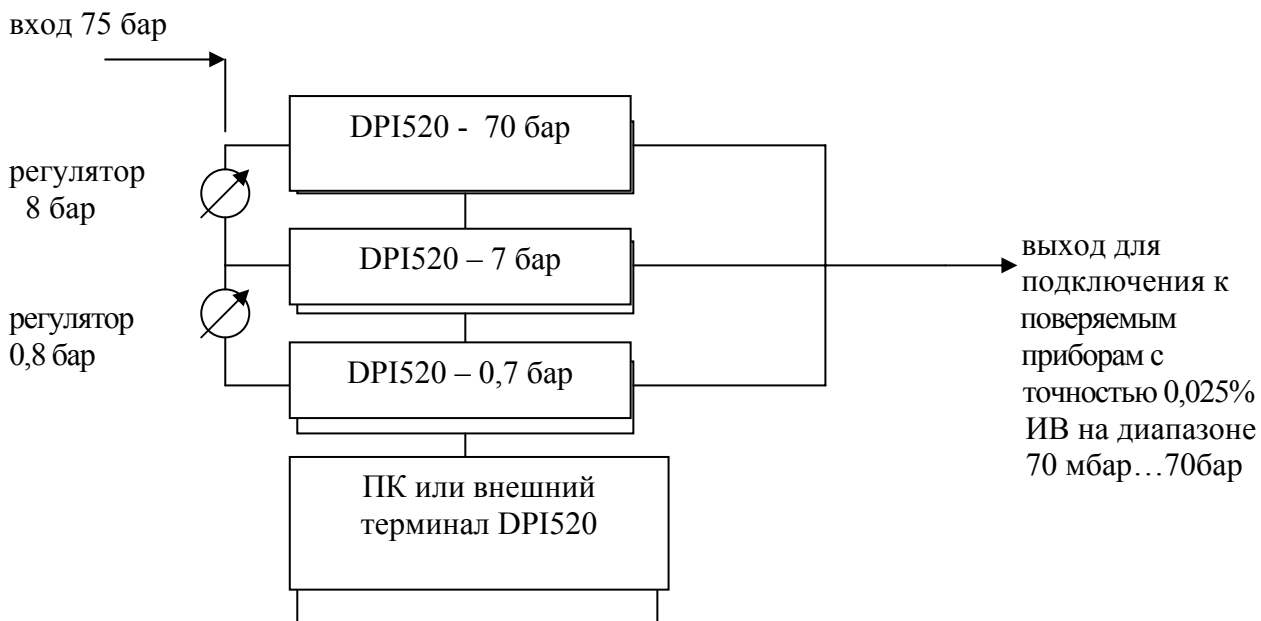 вход 75 бар
DPI520 - 70 бар
регулятор
8 бар
DPI520 – 7 бар
регулятор
0,8 бар
DPI520 – 0,7 бар
ПК или внешний
терминал DPI520
выход для
подключения к
поверяемым
приборам с
точностью 0,025%
ИВ на диапазоне
70 мбар…70бар